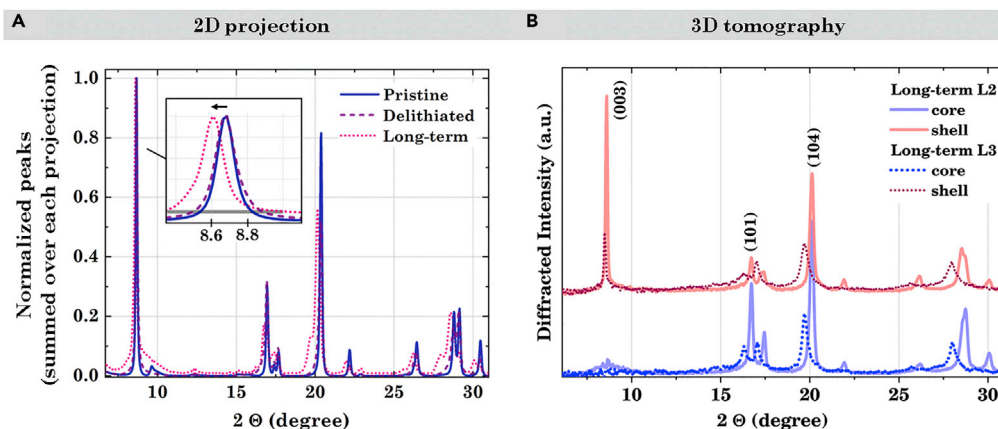 A
2D projection
Normalized peaks
(summed over each projection)
1.0
0.8
0.6
0.4
0.2
0.0
Pristine
Delithiated
Long-term
8.6 8.8
10 15 20 25 30
2 Θ (degree)
B
3D tomography
Diffracted Intensity (a.u.)
(003)
(101)
(104)
Long-term L2
core
shell
Long-term L3
core
shell
10 15 20 25 30
2 Θ (degree)